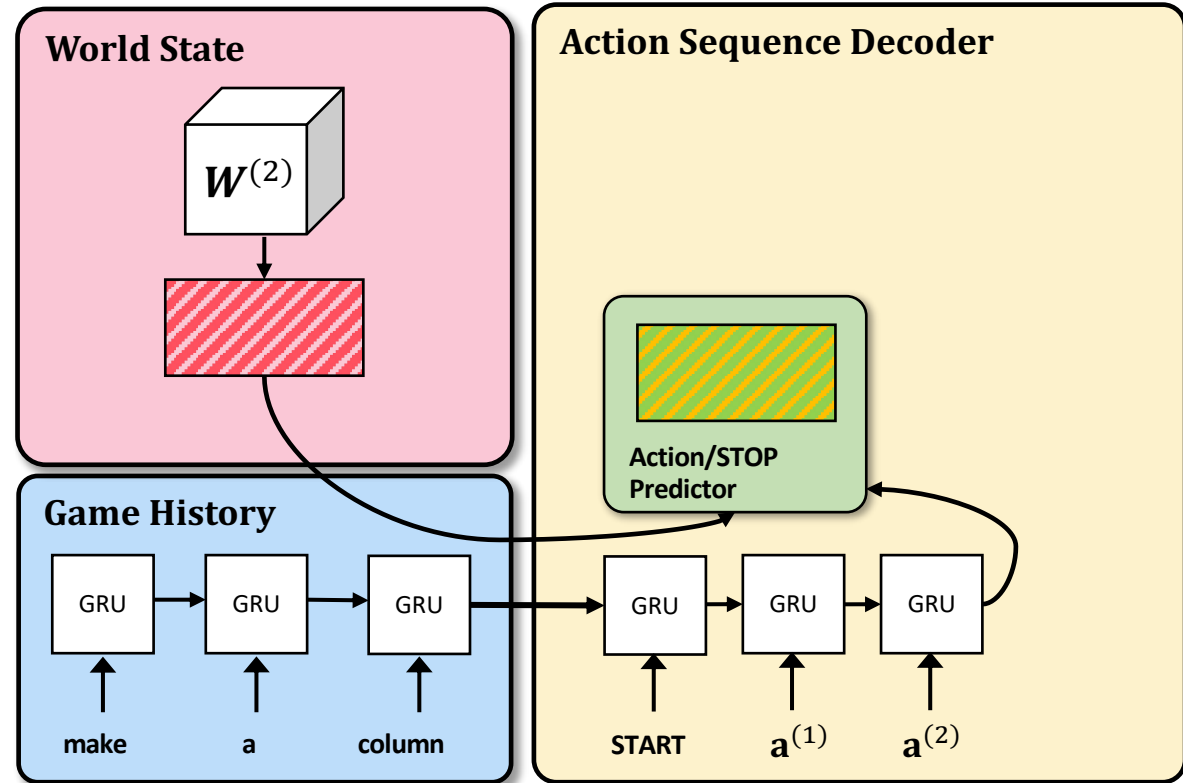 World State
W^(2)
Action Sequence Decoder
Action/STOP
Predictor
Game History
GRU GRU GRU GRU GRU GRU
make a column START a^(1) a^(2)